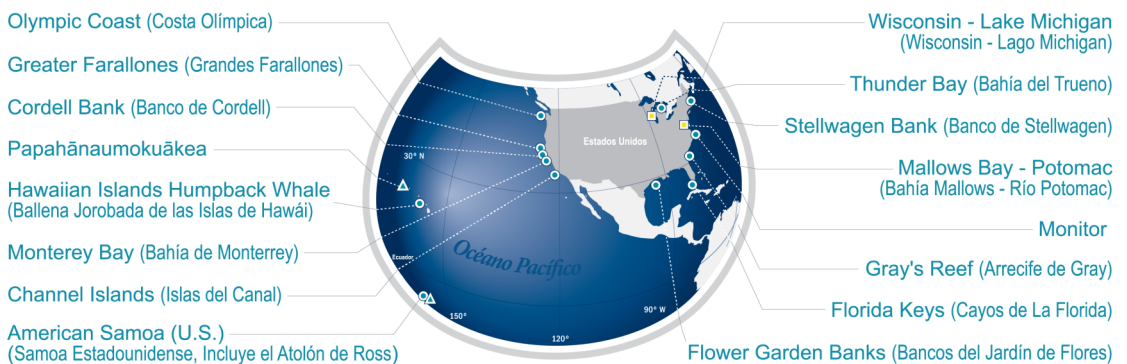 Olympic Coast (Costa Olímpica)
Greater Farallones (Grandes Farallones)
Cordell Bank (Banco de Cordell)
Papahānaumokuākea
Hawaiian Islands Humpback Whale
(Ballena Jorobada de las Islas de Hawái)
Monterey Bay (Bahía de Monterrey)
Channel Islands (Islas del Canal)
American Samoa (U.S.)
(Samoa Estadounidense, Incluye el Atolón de Ross)
Estados Unidos
30° N
Océano Pacífico
Ecuador
150°
120°
90° W
Wisconsin - Lake Michigan
(Wisconsin - Lago Michigan)
Thunder Bay (Bahía del Trueno)
Stellwagen Bank (Banco de Stellwagen)
Mallows Bay - Potomac
(Bahía Mallows - Río Potomac)
Monitor
Gray's Reef (Arrecife de Gray)
Florida Keys (Cayos de La Florida)
Flower Garden Banks (Bancos del Jardín de Flores)